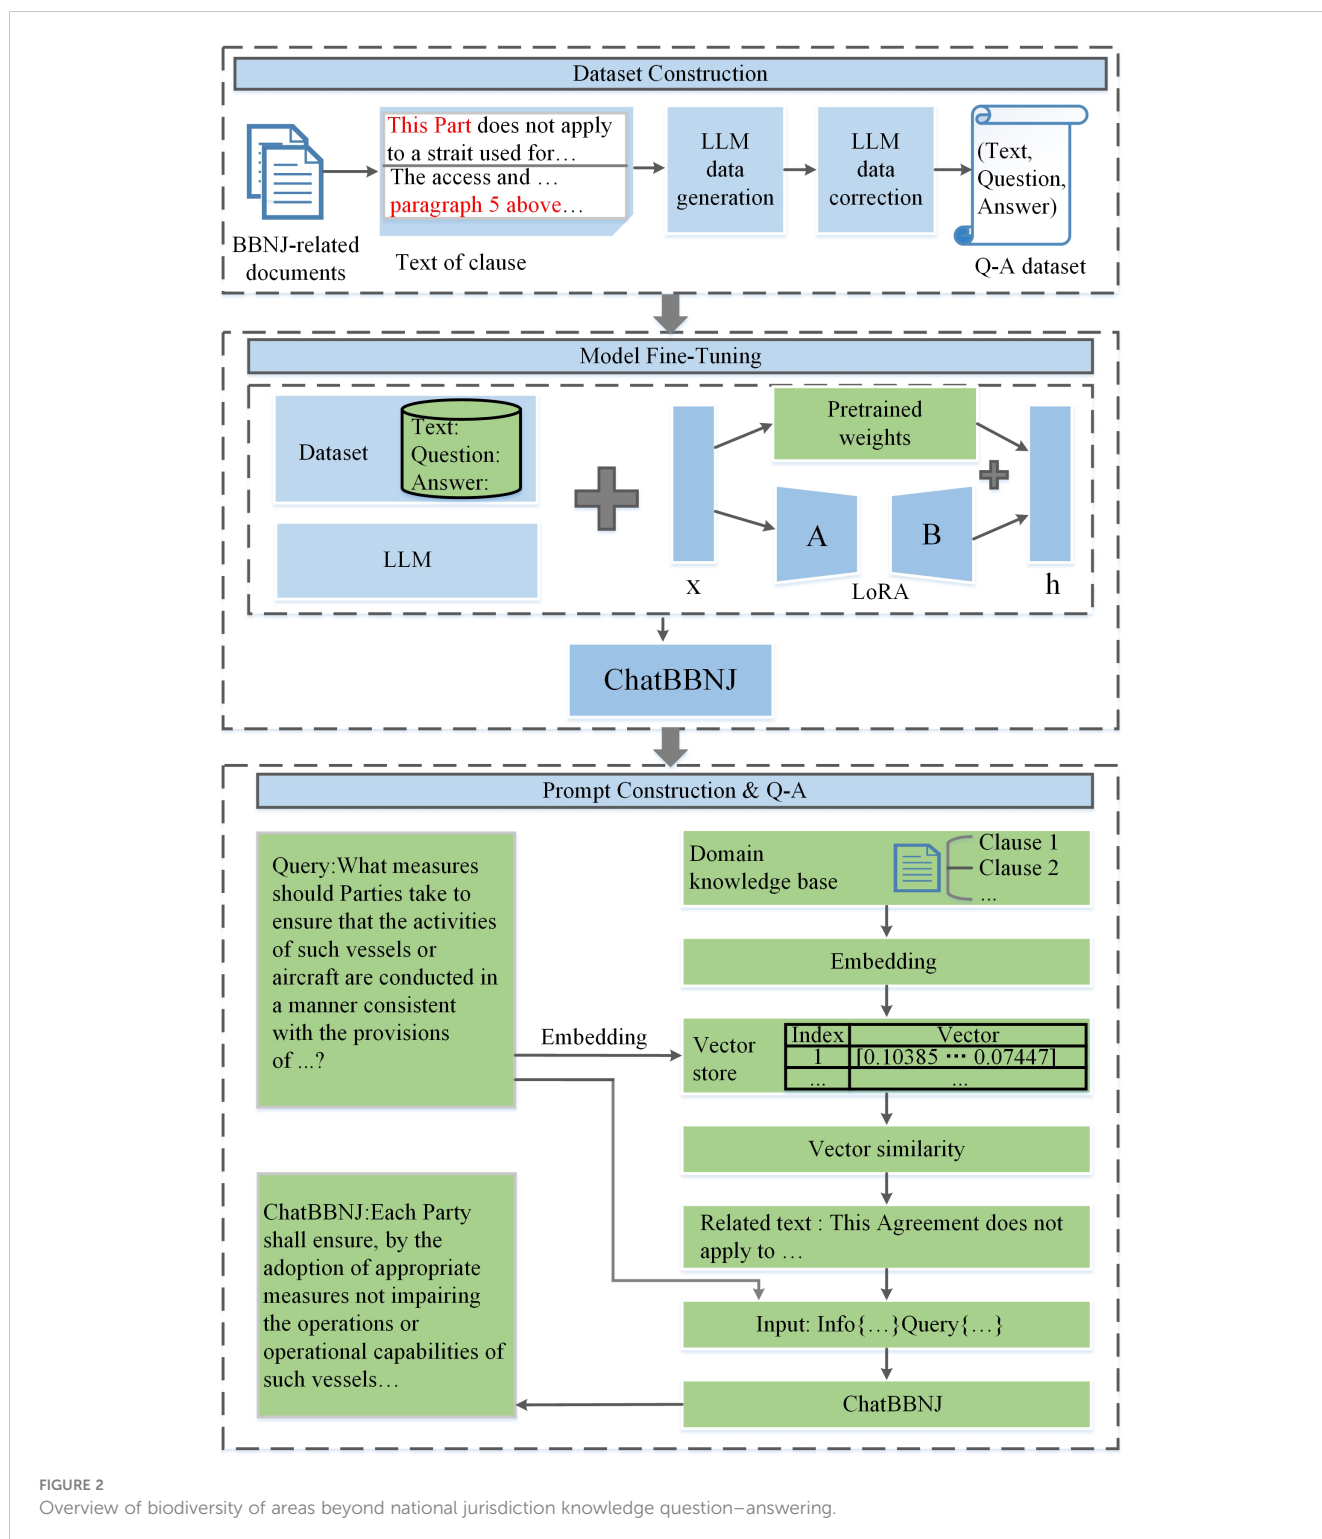 Dataset Construction
This Part does not apply
to a strait used for…
The access and …
paragraph 5 above…
BBNJ-related
documents
Text of clause
LLM
data
generation
LLM
data
correction
(Text,
Question,
Answer)
Q-A dataset
Model Fine-Tuning
Dataset
Text:
Question:
Answer:
LLM
x
Pretrained
weights
A
B
LoRA
h
ChatBBNJ
Prompt Construction & Q-A
Query:What measures
should Parties take to
ensure that the activities
of such vessels or
aircraft are conducted in
a manner consistent
with the provisions
of ...?
Embedding
Domain
knowledge base
Clause 1
Clause 2
...
Embedding
Vector
store
Index Vector
1 [0.10385 ··· 0.07447]
... ...
Vector similarity
Related text : This Agreement does not
apply to …
Input: Info{…}Query{…}
ChatBBNJ
ChatBBNJ:Each Party
shall ensure, by the
adoption of appropriate
measures not impairing
the operations or
operational capabilities of
such vessels…
FIGURE 2
Overview of biodiversity of areas beyond national jurisdiction knowledge question–answering.